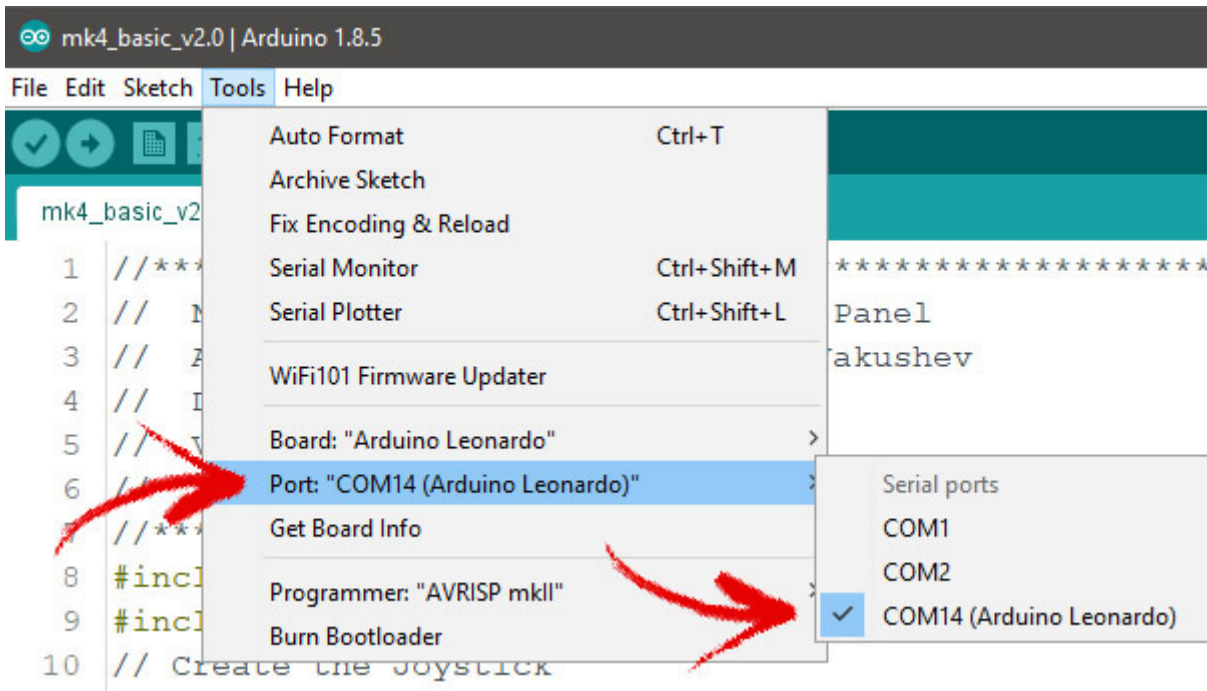 mk4_basic_v2.0 | Arduino 1.8.5
File Edit Sketch Tools Help
mk4_basic_v2
Auto Format Ctrl+T
Archive Sketch
Fix Encoding & Reload
Serial Monitor Ctrl+Shift+M
Serial Plotter Ctrl+Shift+L
WiFi101 Firmware Updater
Board: "Arduino Leonardo"
Port: "COM14 (Arduino Leonardo)"
Get Board Info
Programmer: "AVRISP mkII"
Burn Bootloader
Serial ports
COM1
COM2
COM14 (Arduino Leonardo)
1 //*** ********************
2 // Panel
3 // akushev
4 //
5 //
6 //
7 //***
8 #incl
9 #incl
10 // Create the Joystick